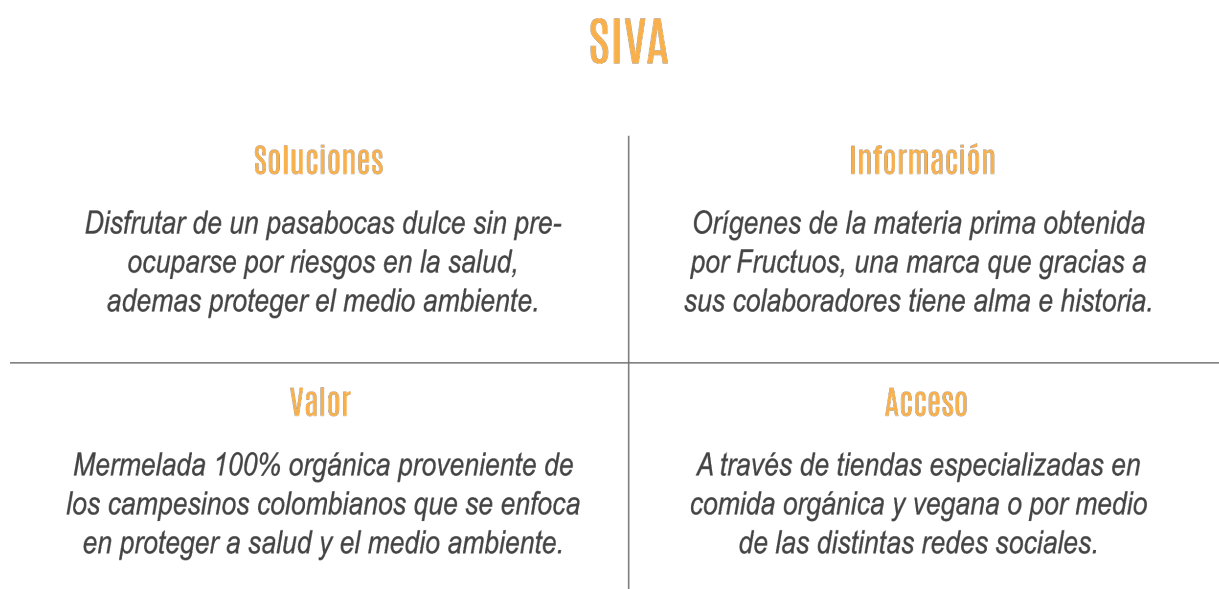 SIVA
Soluciones
Disfrutar de un pasabocas dulce sin pre-
ocuparse por riesgos en la salud,
ademas proteger el medio ambiente.
Información
Orígenes de la materia prima obtenida
por Fructuos, una marca que gracias a
sus colaboradores tiene alma e historia.
Valor
Mermelada 100% orgánica proveniente de
los campesinos colombianos que se enfoca
en proteger a salud y el medio ambiente.
Acceso
A través de tiendas especializadas en
comida orgánica y vegana o por medio
de las distintas redes sociales.